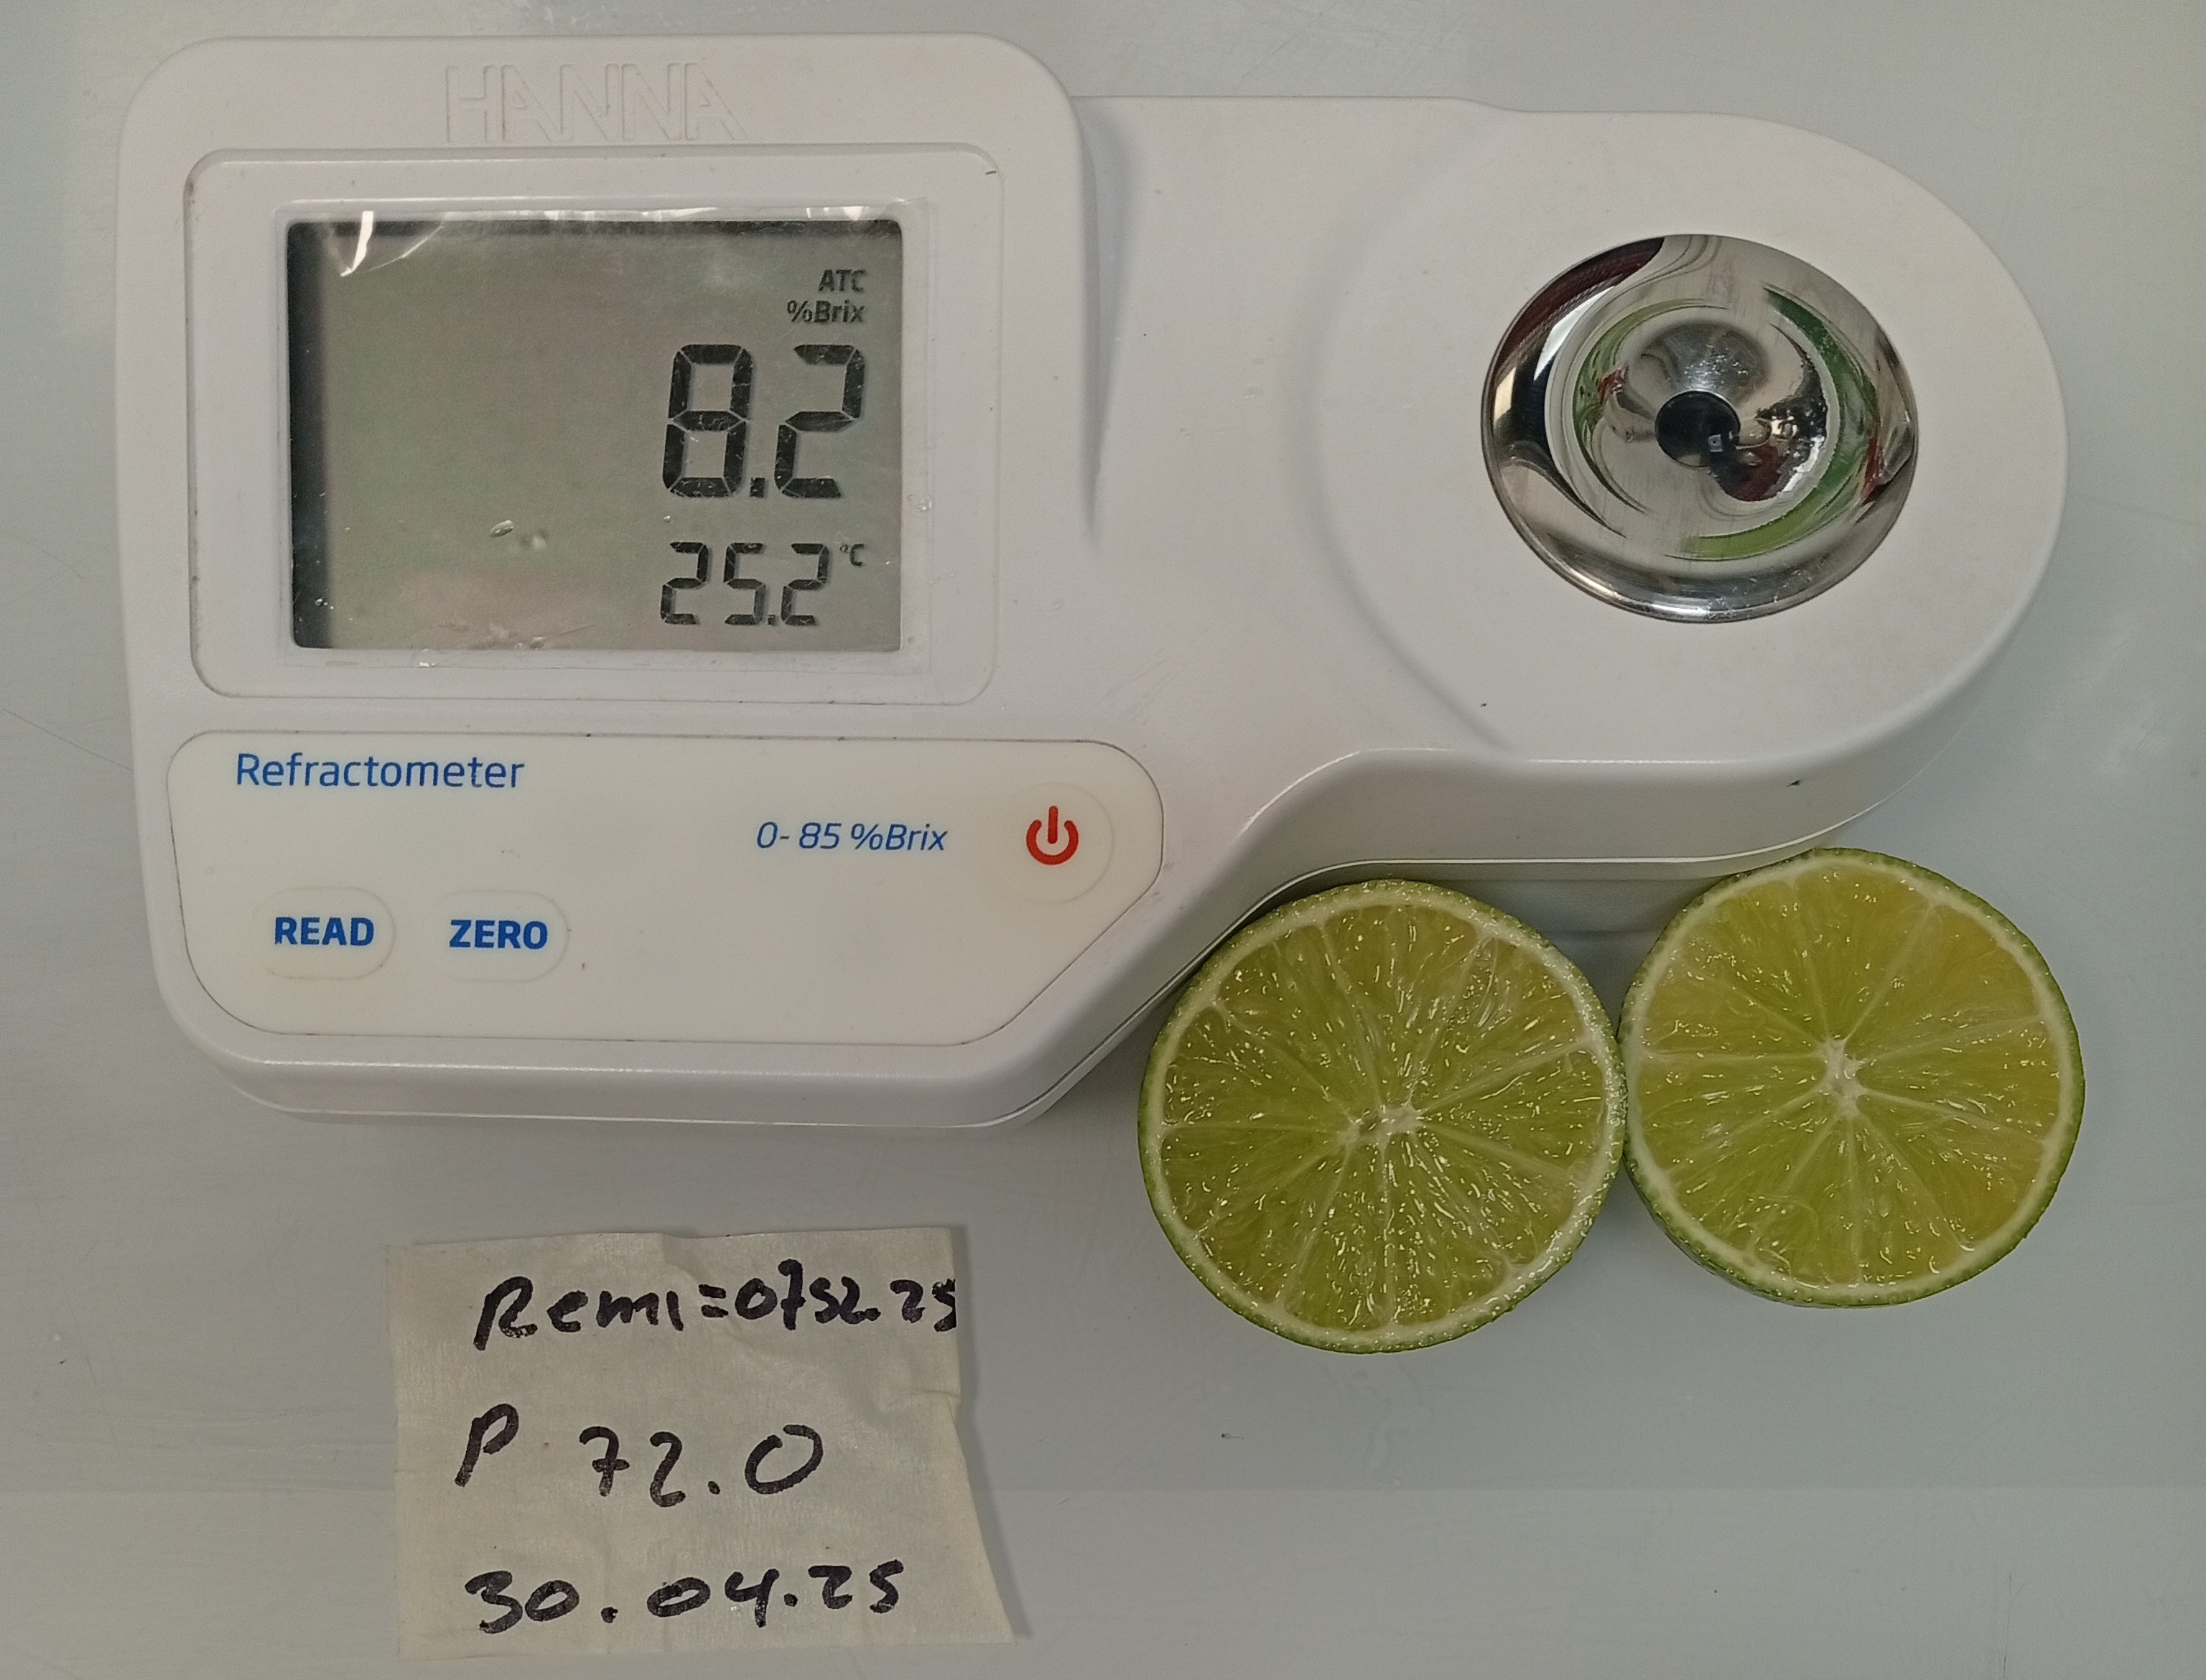 HANNA
ATC
%Brix
8.2
25.2 °C
Refractometer
0- 85 %Brix
READ
ZERO
Remi=0752.25
P 72.0
30.04.25